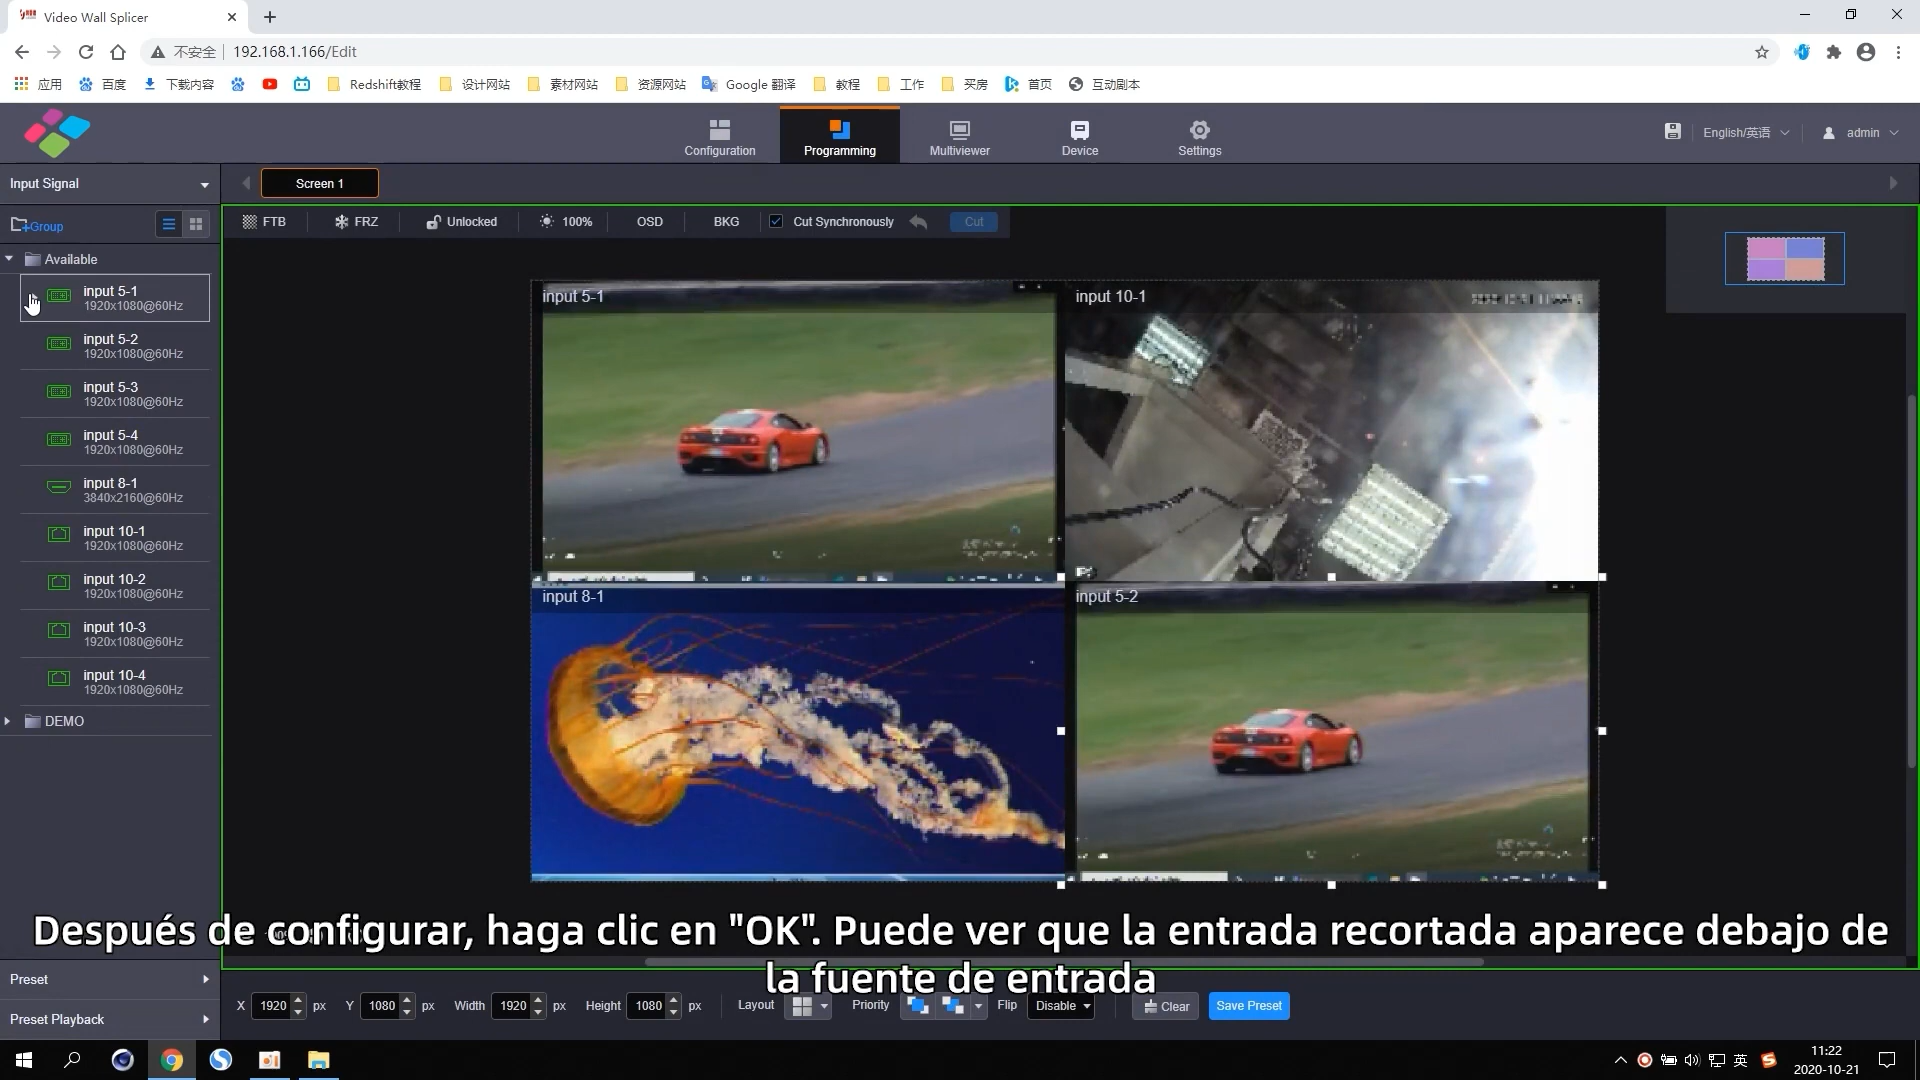 Video Wall Splicer
不安全
192.168.1.166/Edit
应用
百度
下载内容
Redshift教程
设计网站
素材网站
资源网站
Google 翻译
教程
工作
买房
首页
互动剧本
Configuration
Programming
Multiviewer
Device
Settings
English/英语
admin
Input Signal
Screen 1
Group
FTB
FRZ
Unlocked
100%
OSD
BKG
Cut Synchronously
Cut
Available
input 5-1
1920x1080@60Hz
input 5-2
1920x1080@60Hz
input 5-3
1920x1080@60Hz
input 5-4
1920x1080@60Hz
input 8-1
3840x2160@60Hz
input 10-1
1920x1080@60Hz
input 10-2
1920x1080@60Hz
input 10-3
1920x1080@60Hz
input 10-4
1920x1080@60Hz
DEMO
input 5-1
input 10-1
input 8-1
input 5-2
Después de configurar, haga clic en "OK". Puede ver que la entrada recortada aparece debajo de
la fuente de entrada
Preset
Preset Playback
X 1920 px Y 1080 px Width 1920 px Height 1080 px Layout Priority Flip Disable Clear Save Preset
英
11:22
2020-10-21